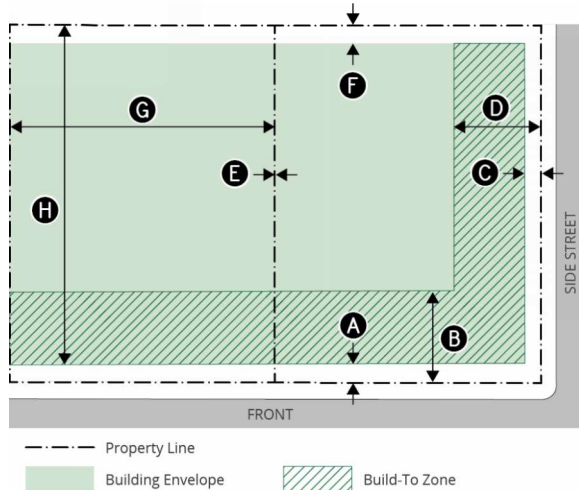 F
G
D
E
C
H
A
B
SIDE STREET
FRONT
Property Line
Building Envelope
Build-To Zone